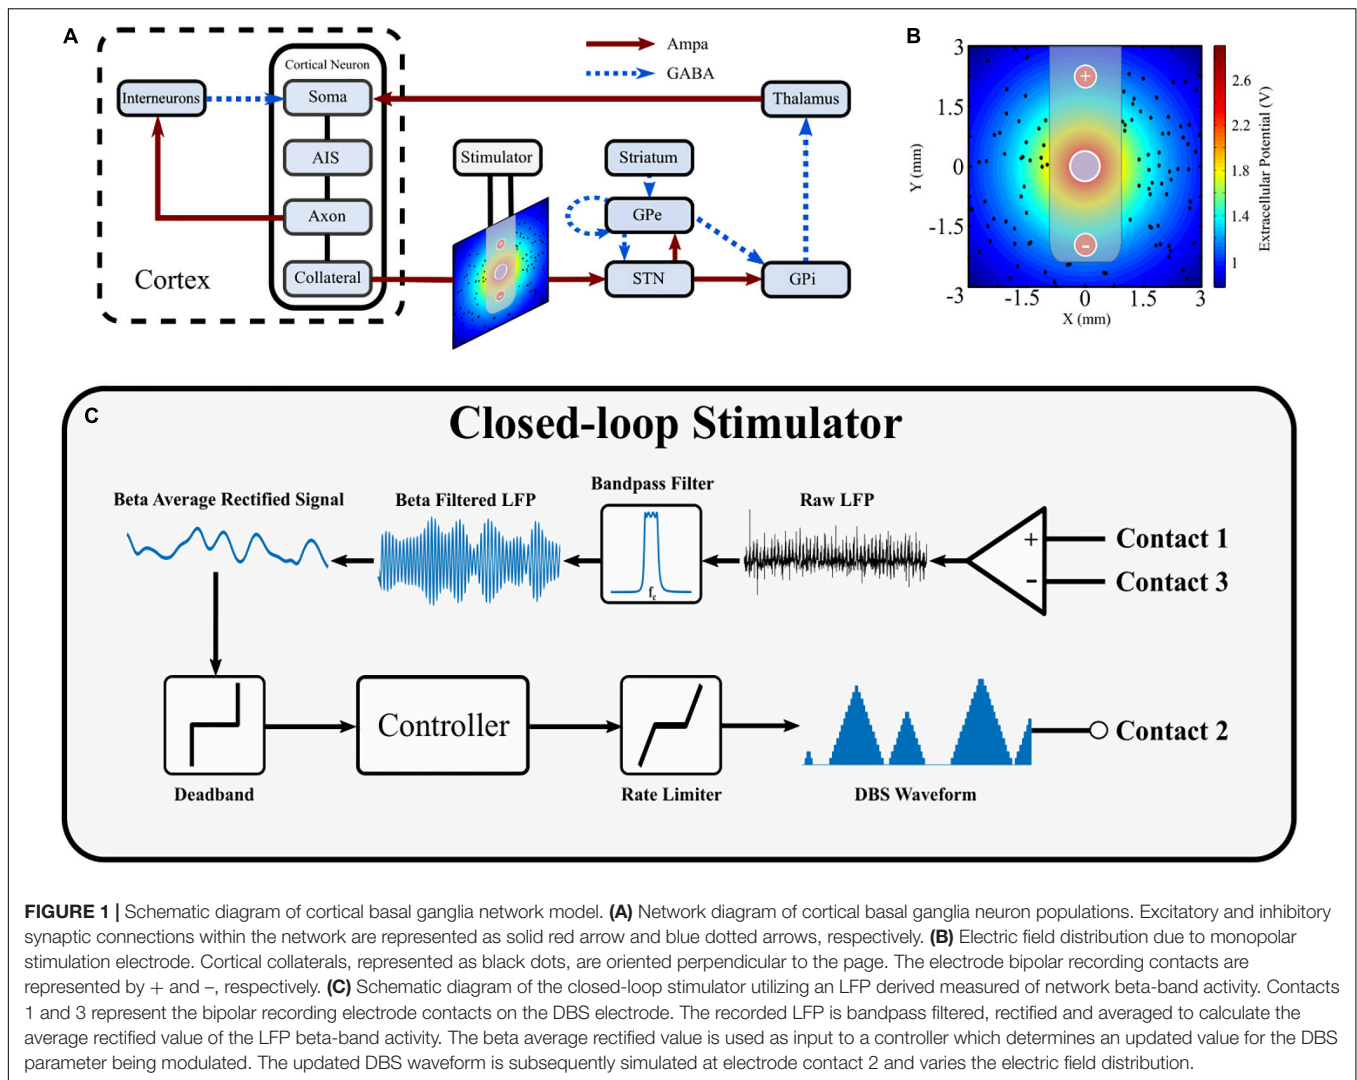 A
Cortical Neuron
Interneurons
Soma
AIS
Axon
Collateral
Cortex
Ampa
GABA
Stimulator
Striatum
GPe
STN
Thalamus
GPi
B
3
1.5
0
-1.5
-3
Y (mm)
+
-
-1.5
0
1.5
3
X (mm)
2.6
2.2
1.8
1.4
1
Extracellular Potential (V)
C
Closed-loop Stimulator
Beta Average Rectified Signal
Beta Filtered LFP
Bandpass Filter
fc
Raw LFP
+
-
Contact 1
Contact 3
Deadband
Controller
Rate Limiter
DBS Waveform
Contact 2
FIGURE 1 | Schematic diagram of cortical basal ganglia network model. (A) Network diagram of cortical basal ganglia neuron populations. Excitatory and inhibitory
synaptic connections within the network are represented as solid red arrow and blue dotted arrows, respectively. (B) Electric field distribution due to monopolar
stimulation electrode. Cortical collaterals, represented as black dots, are oriented perpendicular to the page. The electrode bipolar recording contacts are
represented by + and –, respectively. (C) Schematic diagram of the closed-loop stimulator utilizing an LFP derived measured of network beta-band activity. Contacts
1 and 3 represent the bipolar recording electrode contacts on the DBS electrode. The recorded LFP is bandpass filtered, rectified and averaged to calculate the
average rectified value of the LFP beta-band activity. The beta average rectified value is used as input to a controller which determines an updated value for the DBS
parameter being modulated. The updated DBS waveform is subsequently simulated at electrode contact 2 and varies the electric field distribution.